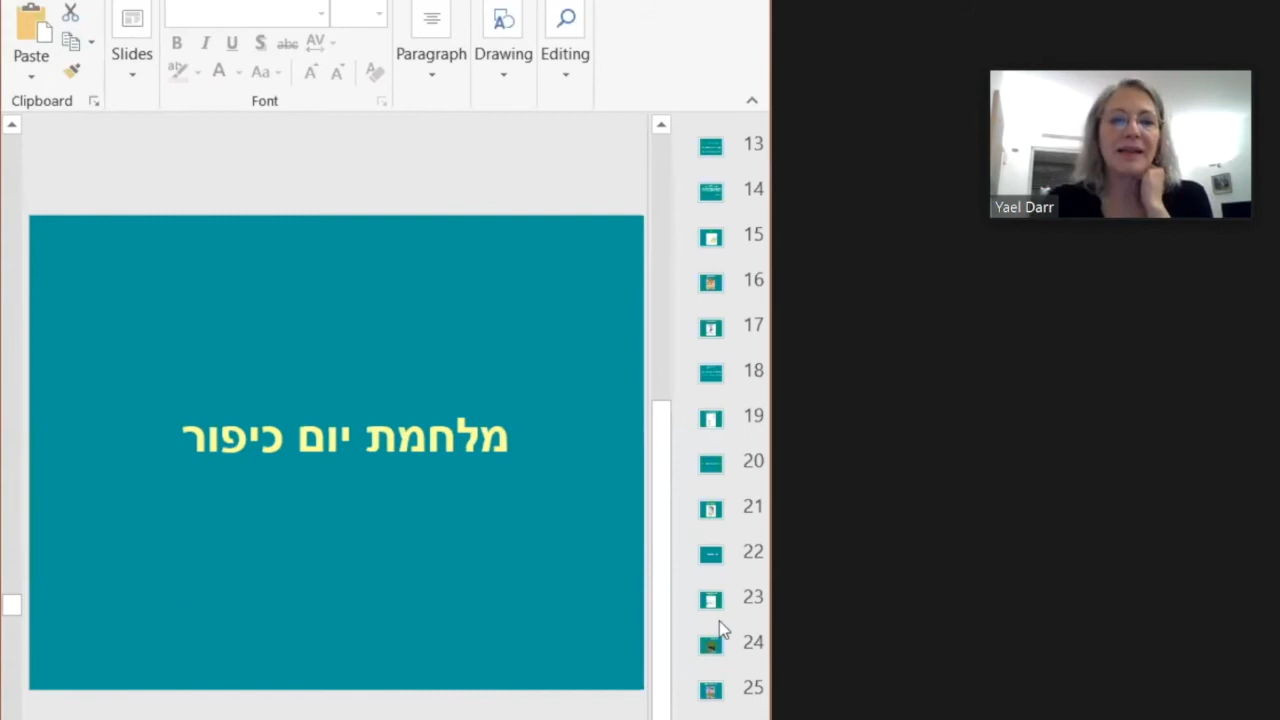 Paste
Slides
Paragraph
Drawing
Editing
B I U S abc AV
A Aa A A A
Clipboard
Font
13
14
15
16
17
18
19
20
21
22
23
24
25
מלחמת יום כיפור
Yael Darr